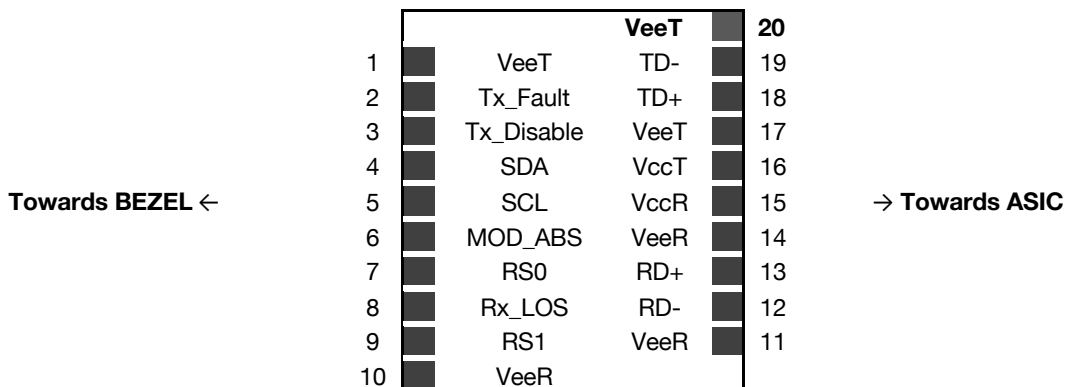 VeeT 20
1 VeeT TD- 19
2 Tx_Fault TD+ 18
3 Tx_Disable VeeT 17
4 SDA VccT 16
Towards BEZEL ← 5 SCL VccR 15 → Towards ASIC
6 MOD_ABS VeeR 14
7 RS0 RD+ 13
8 Rx_LOS RD- 12
9 RS1 VeeR 11
10 VeeR